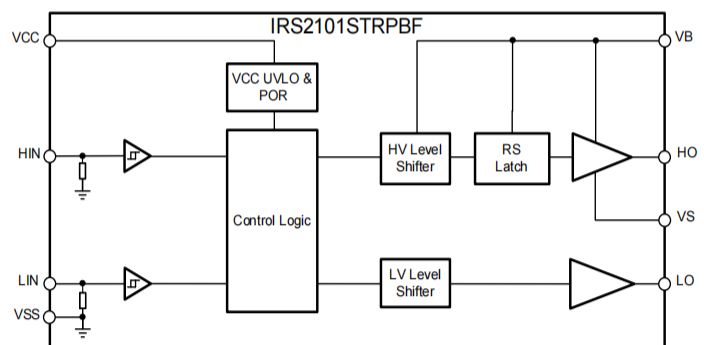 IRS2101STRPBF
VCC
VB
VCC UVLO &
POR
HIN
HV Level
Shifter
RS
Latch
HO
Control Logic
VS
LIN
LV Level
Shifter
LO
VSS